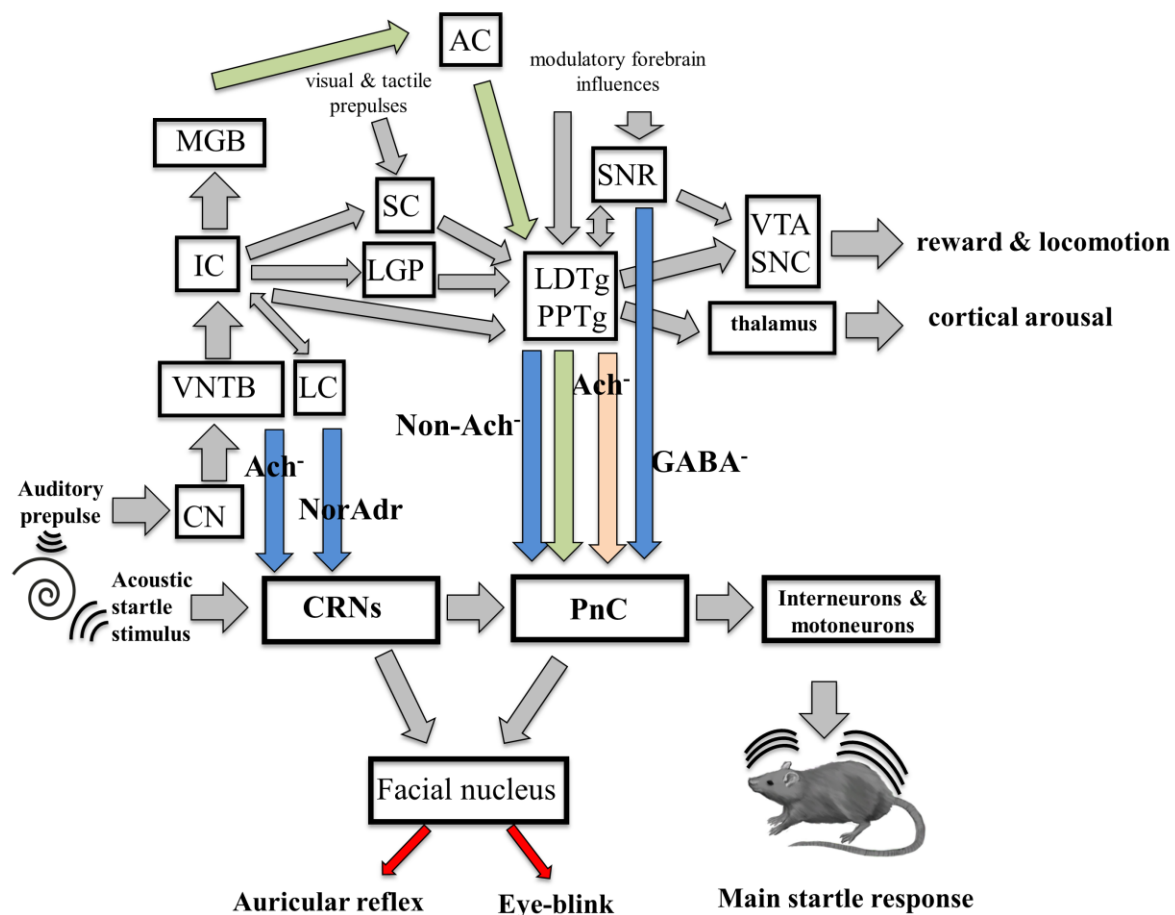 AC
modulatory forebrain
influences
visual & tactile
prepulses
MGB
SNR
SC
VTA
SNC
reward & locomotion
IC
LGP
LDTg
PPTg
thalamus
cortical arousal
VNTB
LC
Ach⁻
Non-Ach⁻
Ach⁻
GABA⁻
NorAdr
Auditory
prepulse
CN
Acoustic
startle
stimulus
CRNs
PnC
Interneurons &
motoneurons
Facial nucleus
Auricular reflex
Eye-blink
Main startle response